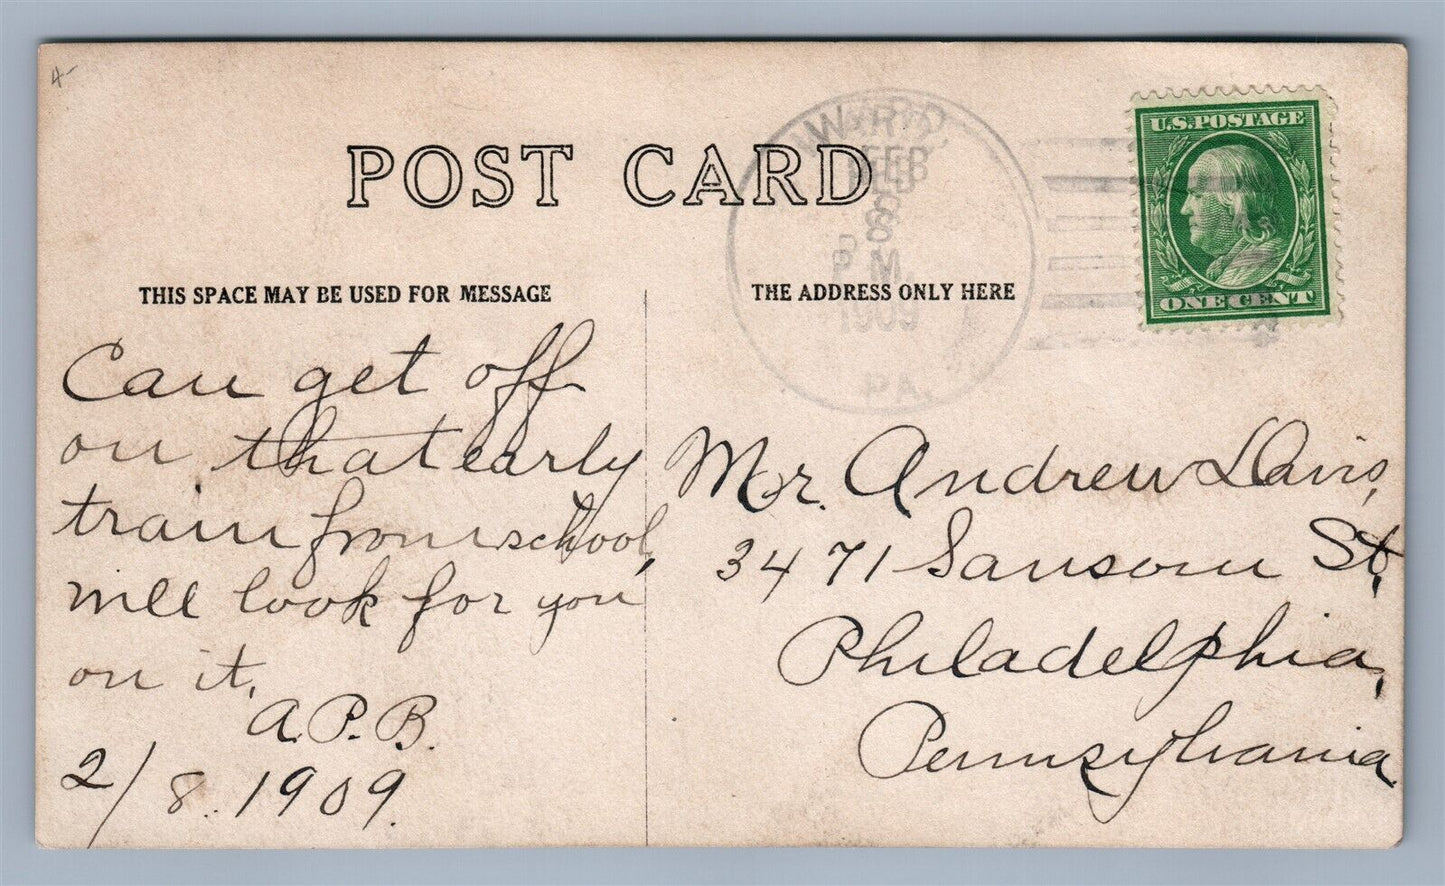 4-
POST CARD
WARD
FEB
8
P.M.
1909
PA.
U.S.POSTAGE
ONE CENT
THIS SPACE MAY BE USED FOR MESSAGE
THE ADDRESS ONLY HERE
Can get off
on that early
train from school,
will look for you
on it.
A.P.B.
2/8.1909.
Mr. Andrew Davis,
3471 Sansom St,
Philadelphia,
Pennsylvania